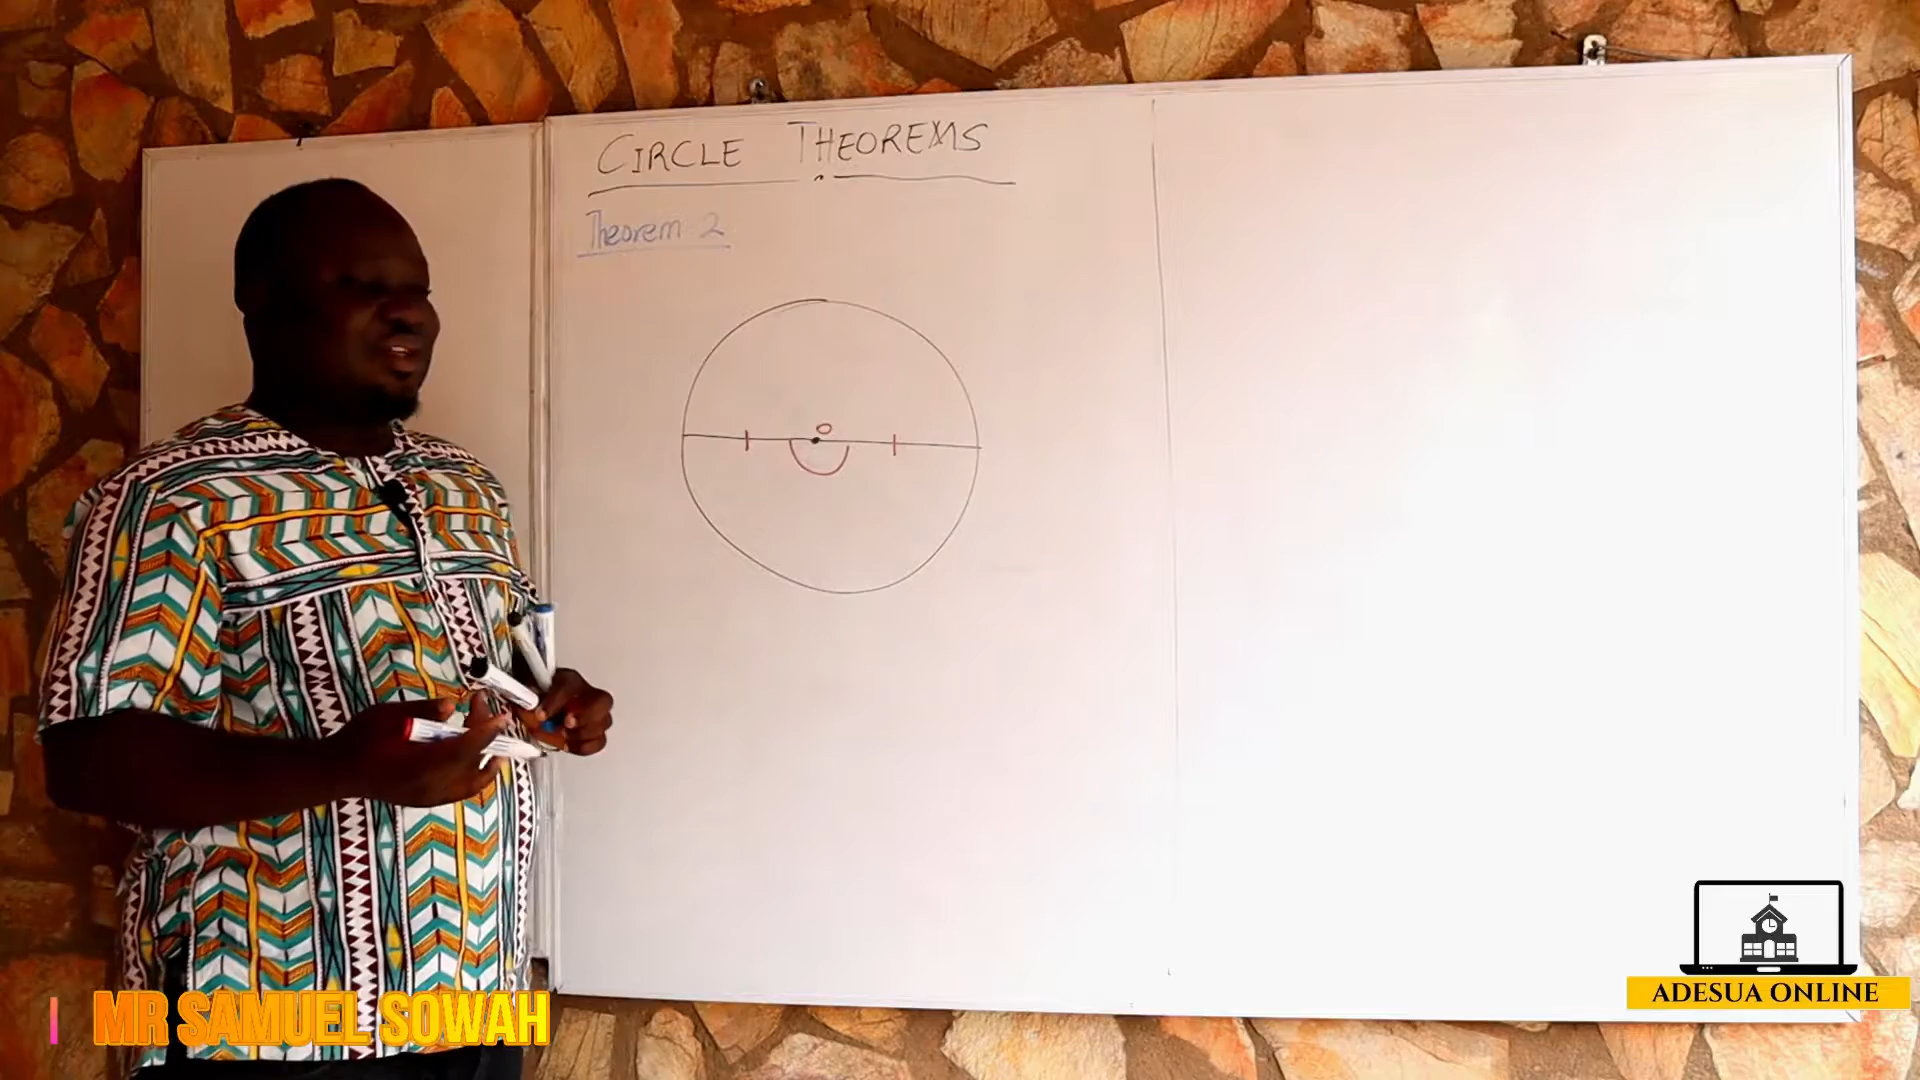 CIRCLE THEOREMS
Theorem 2
O
MR SAMUEL SOWAH
ADESUA ONLINE